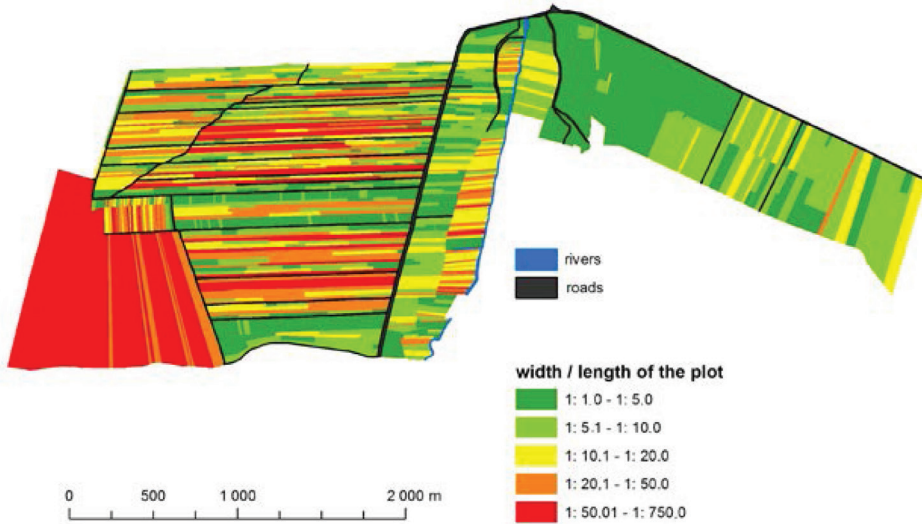 rivers
roads
width / length of the plot
1: 1.0 - 1: 5.0
1: 5.1 - 1: 10.0
1: 10.1 - 1: 20.0
1: 20.1 - 1: 50.0
1: 50.01 - 1: 750.0
0 500 1 000 2 000 m